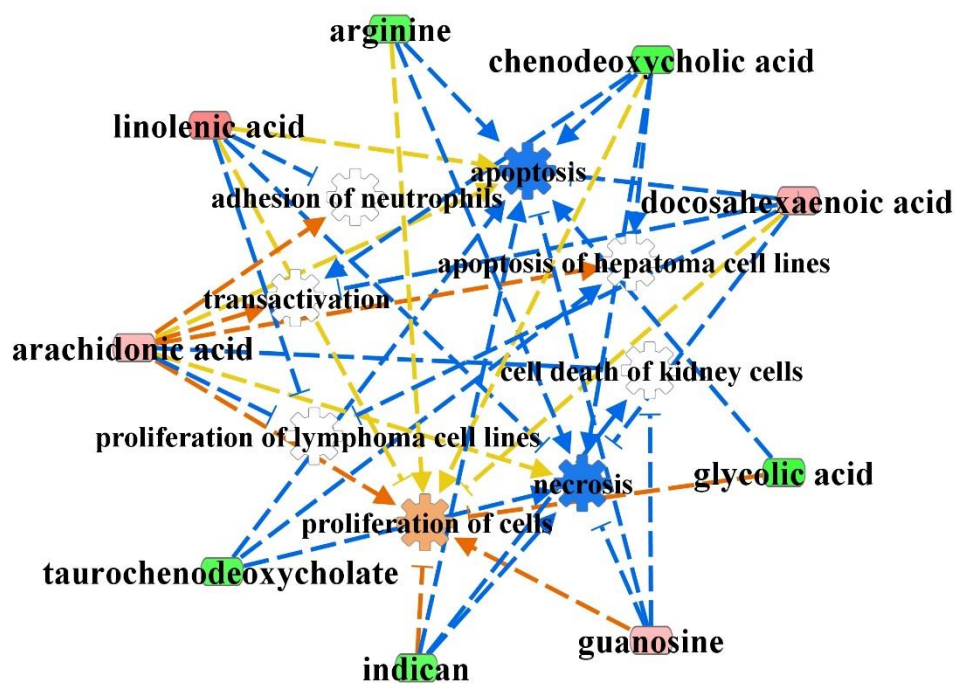 arginine
chenodeoxycholic acid
linolenic acid
apoptosis
adhesion of neutrophils
docosahexaenoic acid
apoptosis of hepatoma cell lines
transactivation
arachidonic acid
cell death of kidney cells
proliferation of lymphoma cell lines
glycolic acid
necrosis
proliferation of cells
taurochenodeoxycholate
guanosine
indican